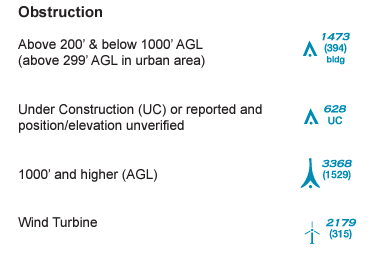 Obstruction
Above 200' & below 1000' AGL
(above 299' AGL in urban area)
1473
(394)
bldg
Under Construction (UC) or reported and
position/elevation unverified
628
UC
1000' and higher (AGL)
3368
(1529)
Wind Turbine
2179
(315)